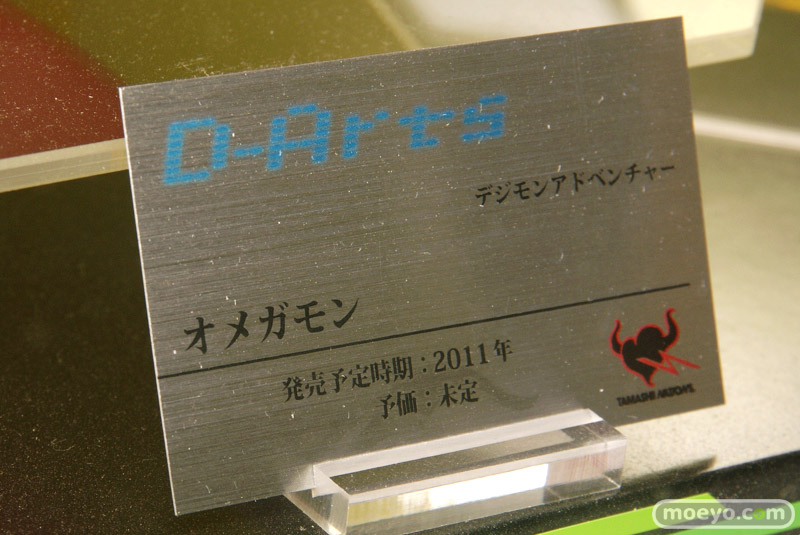 D-Arts
デジモンアドベンチャー
オメガモン
発売予定時期：2011年
予価：未定
TAMASHII NATIONS
moeyo.com